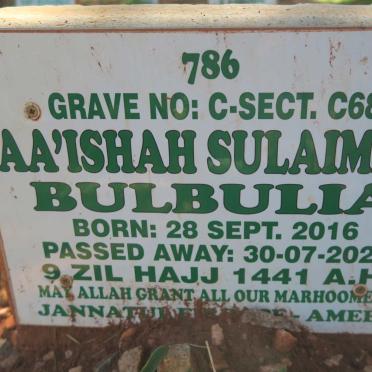 786
GRAVE NO: C-SECT. C68
AA'ISHAH SULAIM
BULBULIA
BORN: 28 SEPT. 2016
PASSED AWAY: 30-07-202
9 ZIL HAJJ 1441 A.H
MAY ALLAH GRANT ALL OUR MARHOOME
JANNATUL - AMEE